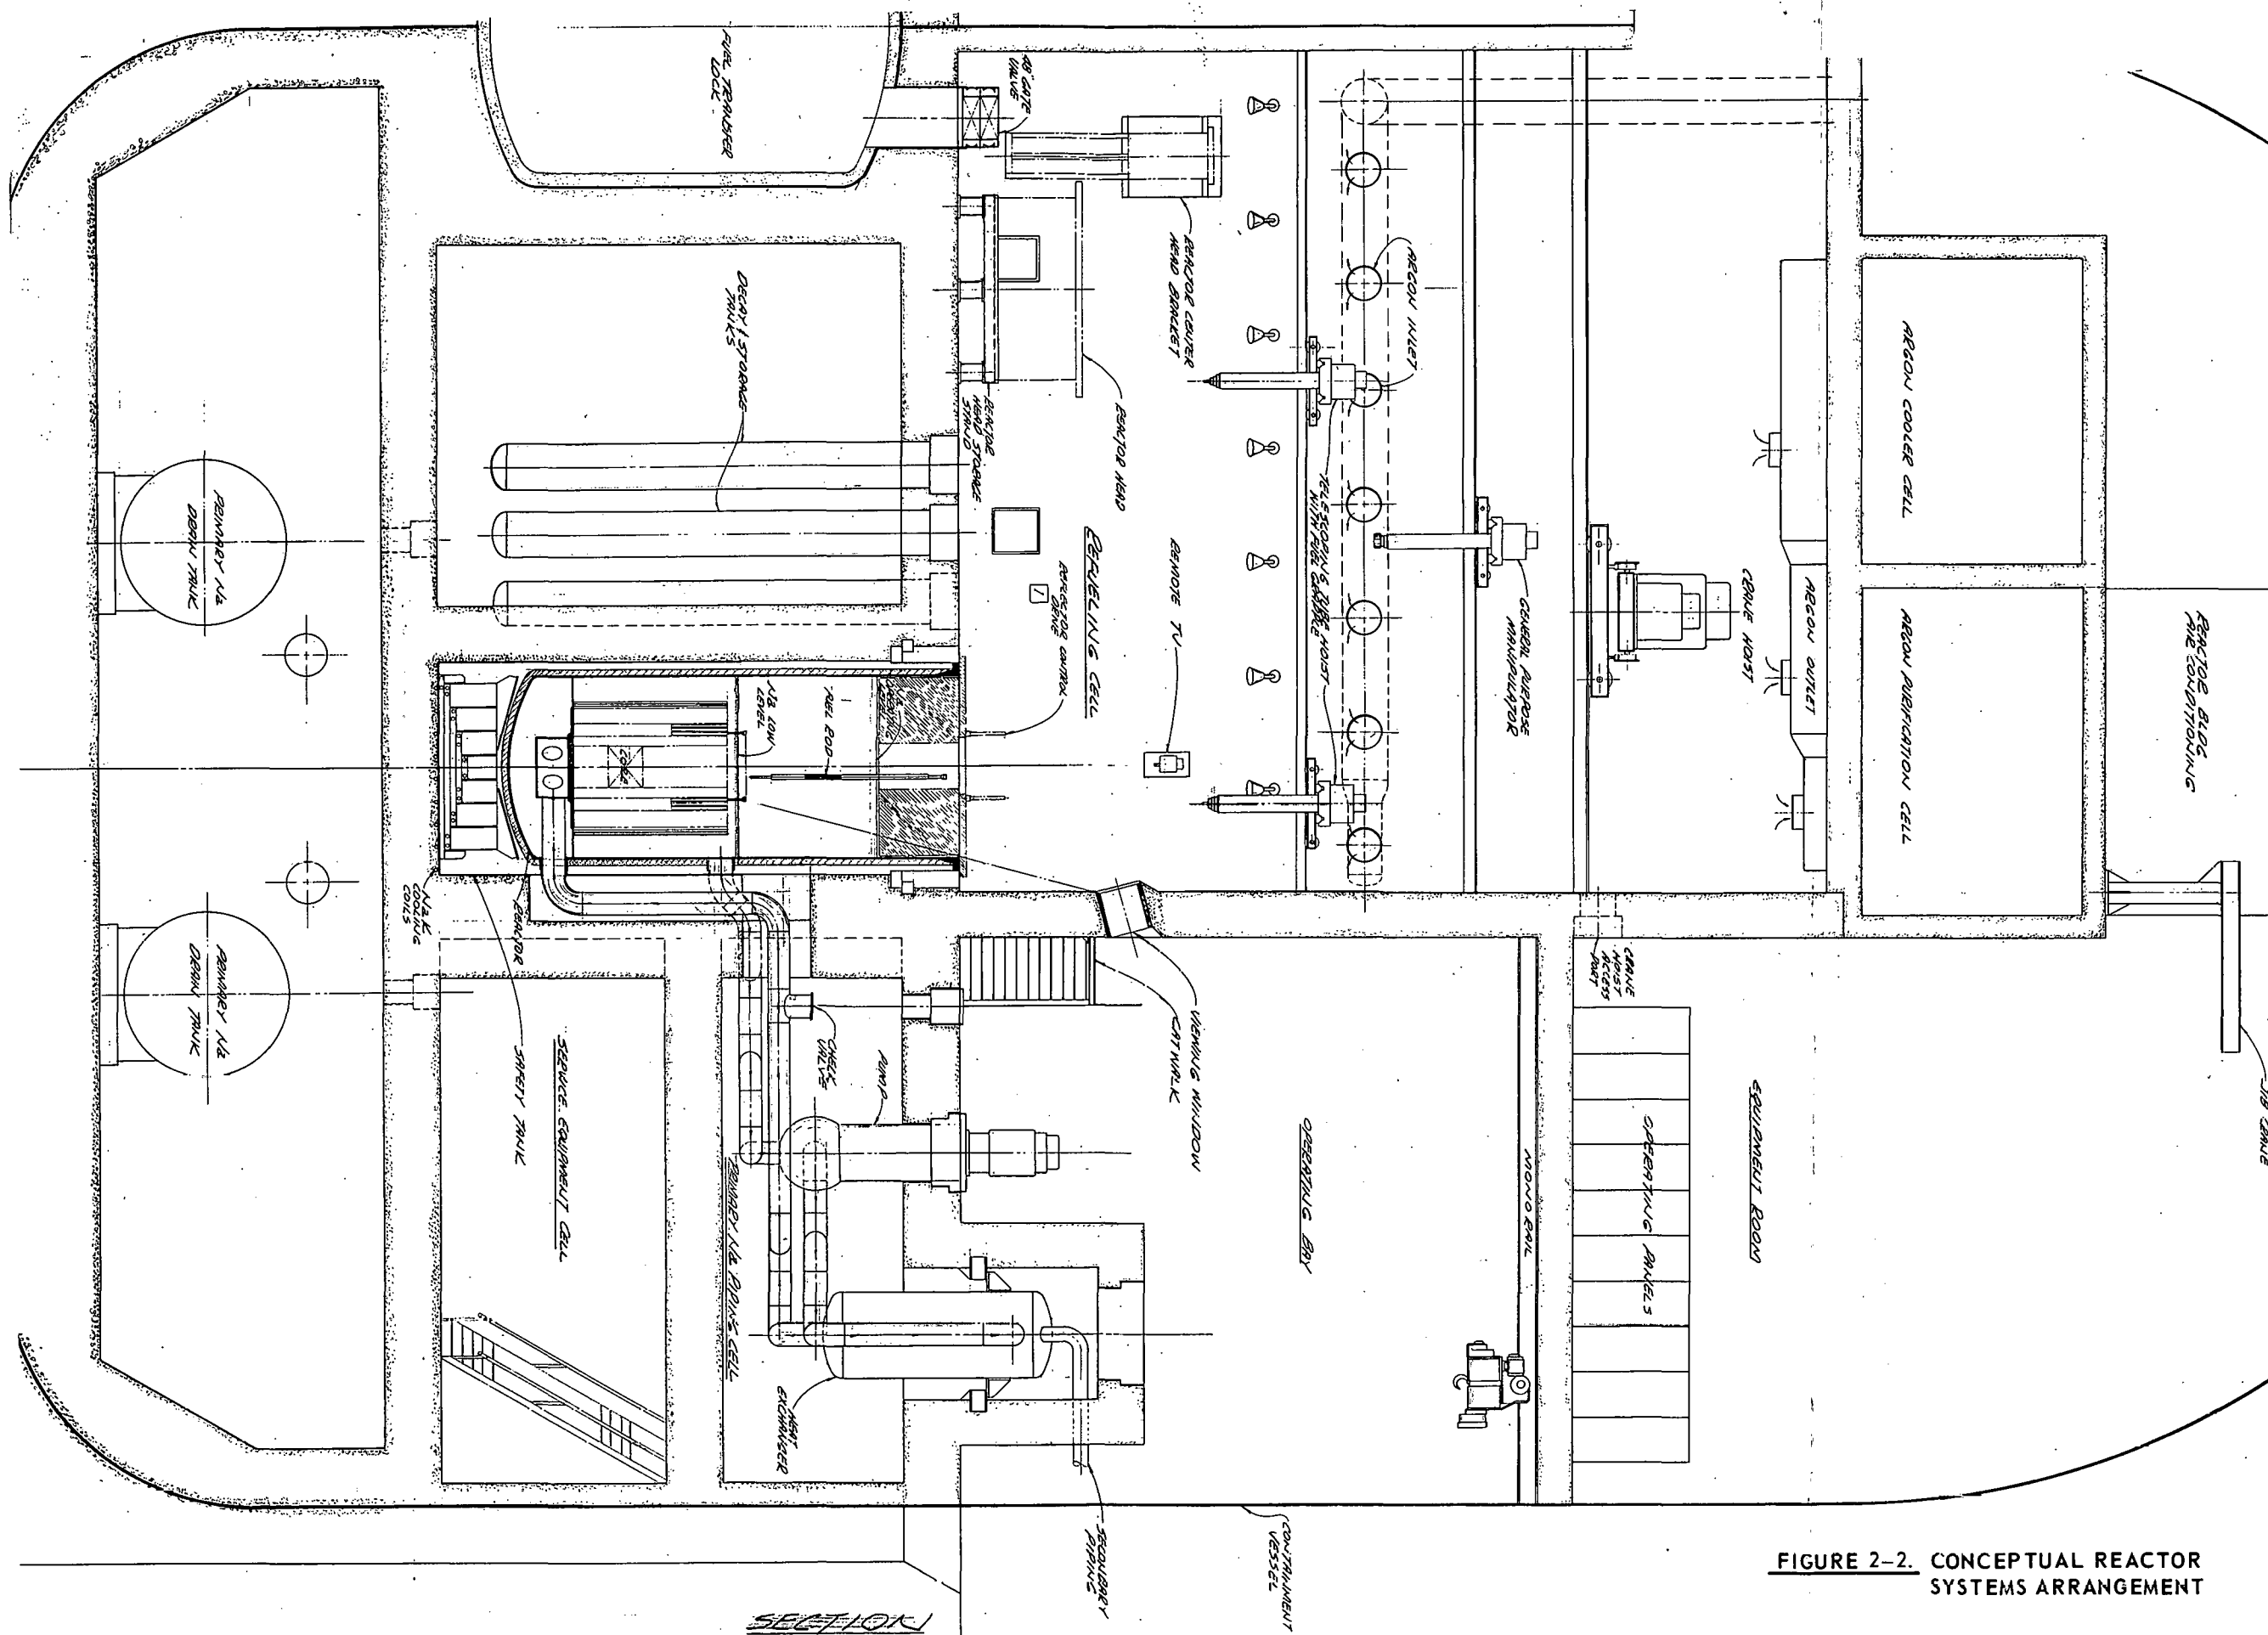 FUEL TRANSFER
LOCK
48" GATE
VALVE
REACTOR CENTER
HEAD BRACKET
ARGON INLET
ARGON COOLER CELL
DECAY & STORAGE
TANKS
REACTOR
HEAD STORAGE
STAND
REACTOR HEAD
TELESCOPING TUBE HOIST
WITH FUEL GRAPPLE
GENERAL PURPOSE
MANIPULATOR
CRANE HOIST
ARGON OUTLET
ARGON PURIFICATION CELL
REACTOR BLDG
AIR CONDITIONING
PRIMARY Na
DRAIN TANK
REFUELING CELL
REMOTE TV
REACTOR CONTROL
DRIVE
Na LOW
LEVEL
FUEL ROD
CORE
NaK
COOLING
COILS
REACTOR
SAFETY TANK
PRIMARY Na
DRAIN TANK
SERVICE EQUIPMENT CELL
CHECK
VALVE
PUMP
PRIMARY Na PIPING CELL
HEAT
EXCHANGER
VIEWING WINDOW
CATWALK
OPERATING BAY
MONORAIL
CRANE
HOIST
ACCESS
PORT
OPERATING PANELS
EQUIPMENT ROOM
JIB CRANE
SECONDARY
PIPING
CONTAINMENT
VESSEL
SECTION
FIGURE 2-2. CONCEPTUAL REACTOR
SYSTEMS ARRANGEMENT